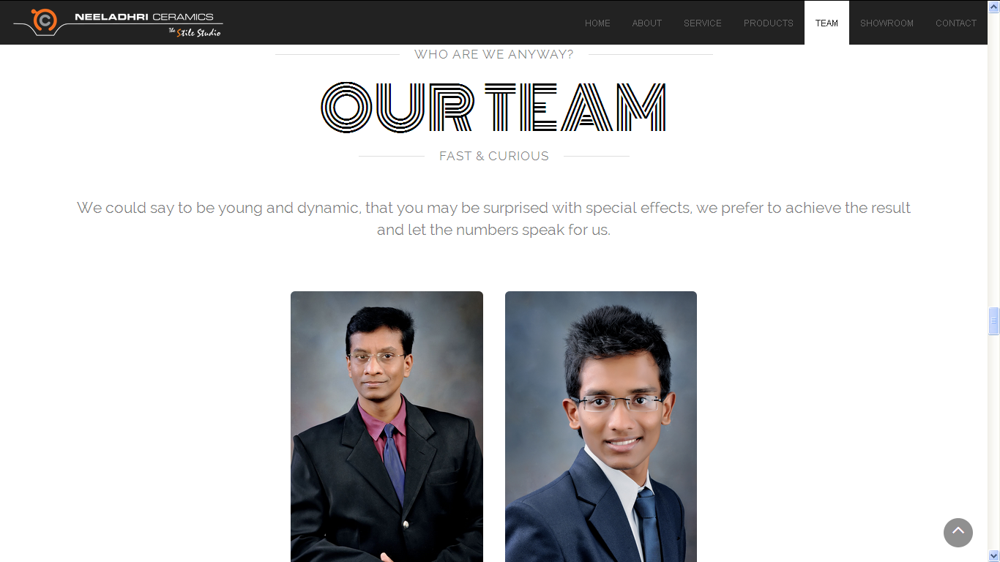 NEELADHRI CERAMICS
The Stile Studio
HOME ABOUT SERVICE PRODUCTS TEAM SHOWROOM CONTACT
WHO ARE WE ANYWAY?
OUR TEAM
FAST & CURIOUS
We could say to be young and dynamic, that you may be surprised with special effects, we prefer to achieve the result
and let the numbers speak for us.